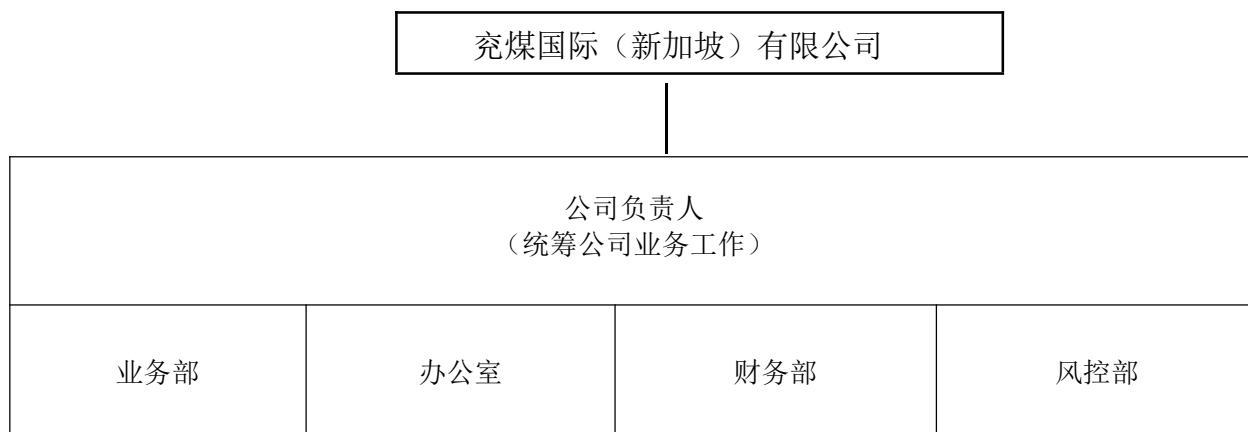 兖煤国际（新加坡）有限公司
公司负责人
（统筹公司业务工作）
业务部
办公室
财务部
风控部